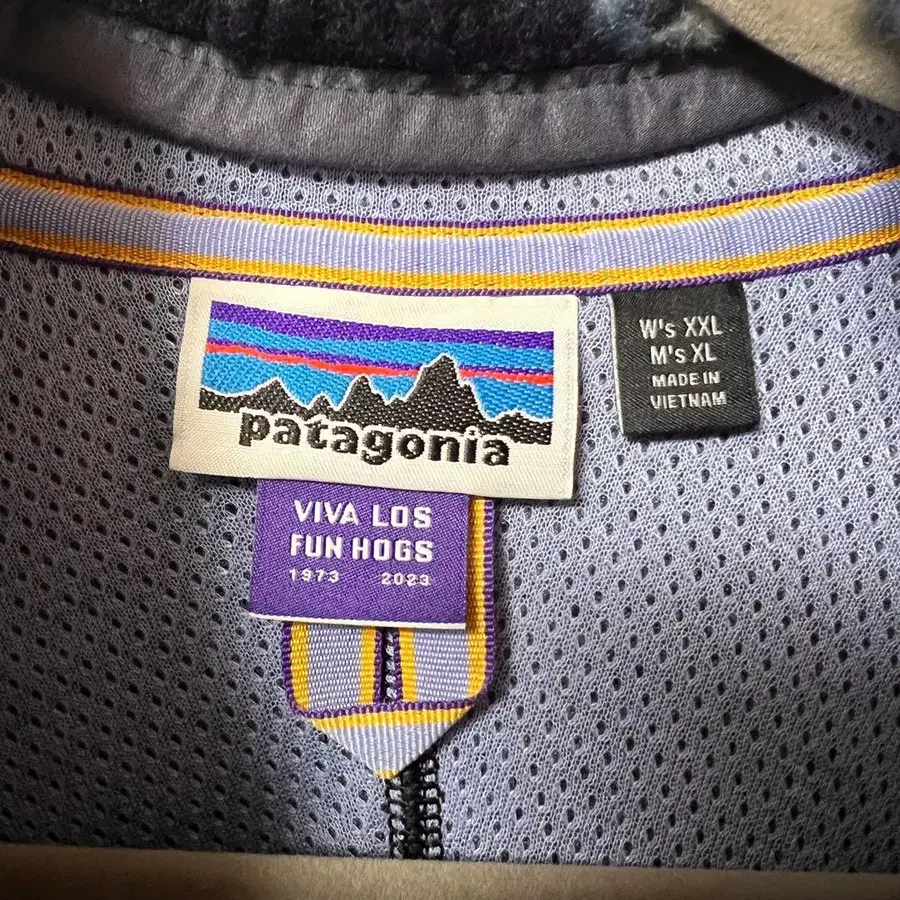 patagonia
W's XXL
M's XL
MADE IN
VIETNAM
VIVA LOS
FUN HOGS
1973 2023